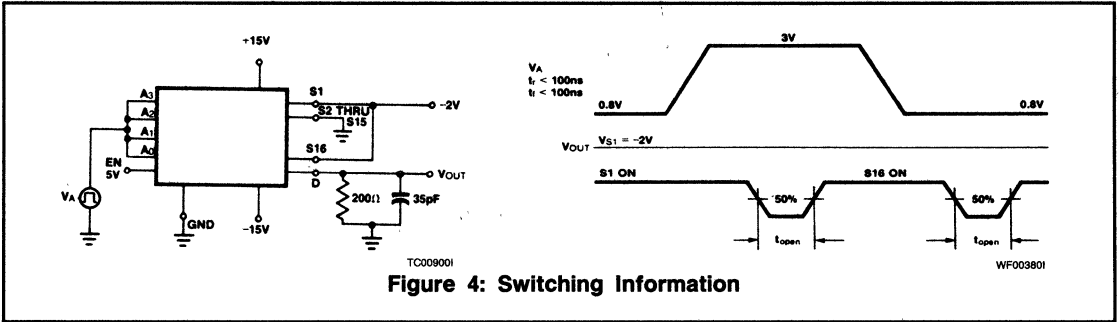 +15V
A3
A2
A1
A0
EN
5V
VA
GND
-15V
S1
S2 THRU
S15
S16
D
-2V
VOUT
200Ω
35pF
TC00900I
VA
tr < 100ns
tf < 100ns
0.8V
3V
0.8V
VOUT
VS1 = -2V
S1 ON
S16 ON
50%
50%
topen
topen
WF00380I
Figure 4: Switching Information